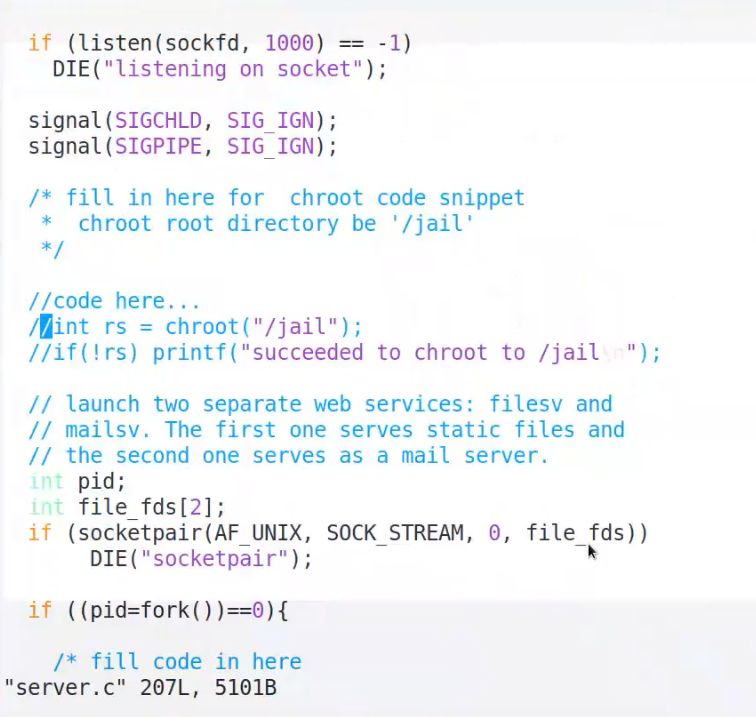 if (listen(sockfd, 1000) == -1)
DIE("listening on socket");
signal(SIGCHLD, SIG_IGN);
signal(SIGPIPE, SIG_IGN);
/* fill in here for  chroot code snippet
*  chroot root directory be '/jail'
*/
//code here...
//int rs = chroot("/jail");
//if(!rs) printf("succeeded to chroot to /jail\n");
// launch two separate web services: filesv and
// mailsv. The first one serves static files and
// the second one serves as a mail server.
int pid;
int file_fds[2];
if (socketpair(AF_UNIX, SOCK_STREAM, 0, file_fds))
DIE("socketpair");
if ((pid=fork())==0){
/* fill code in here
"server.c" 207L, 5101B